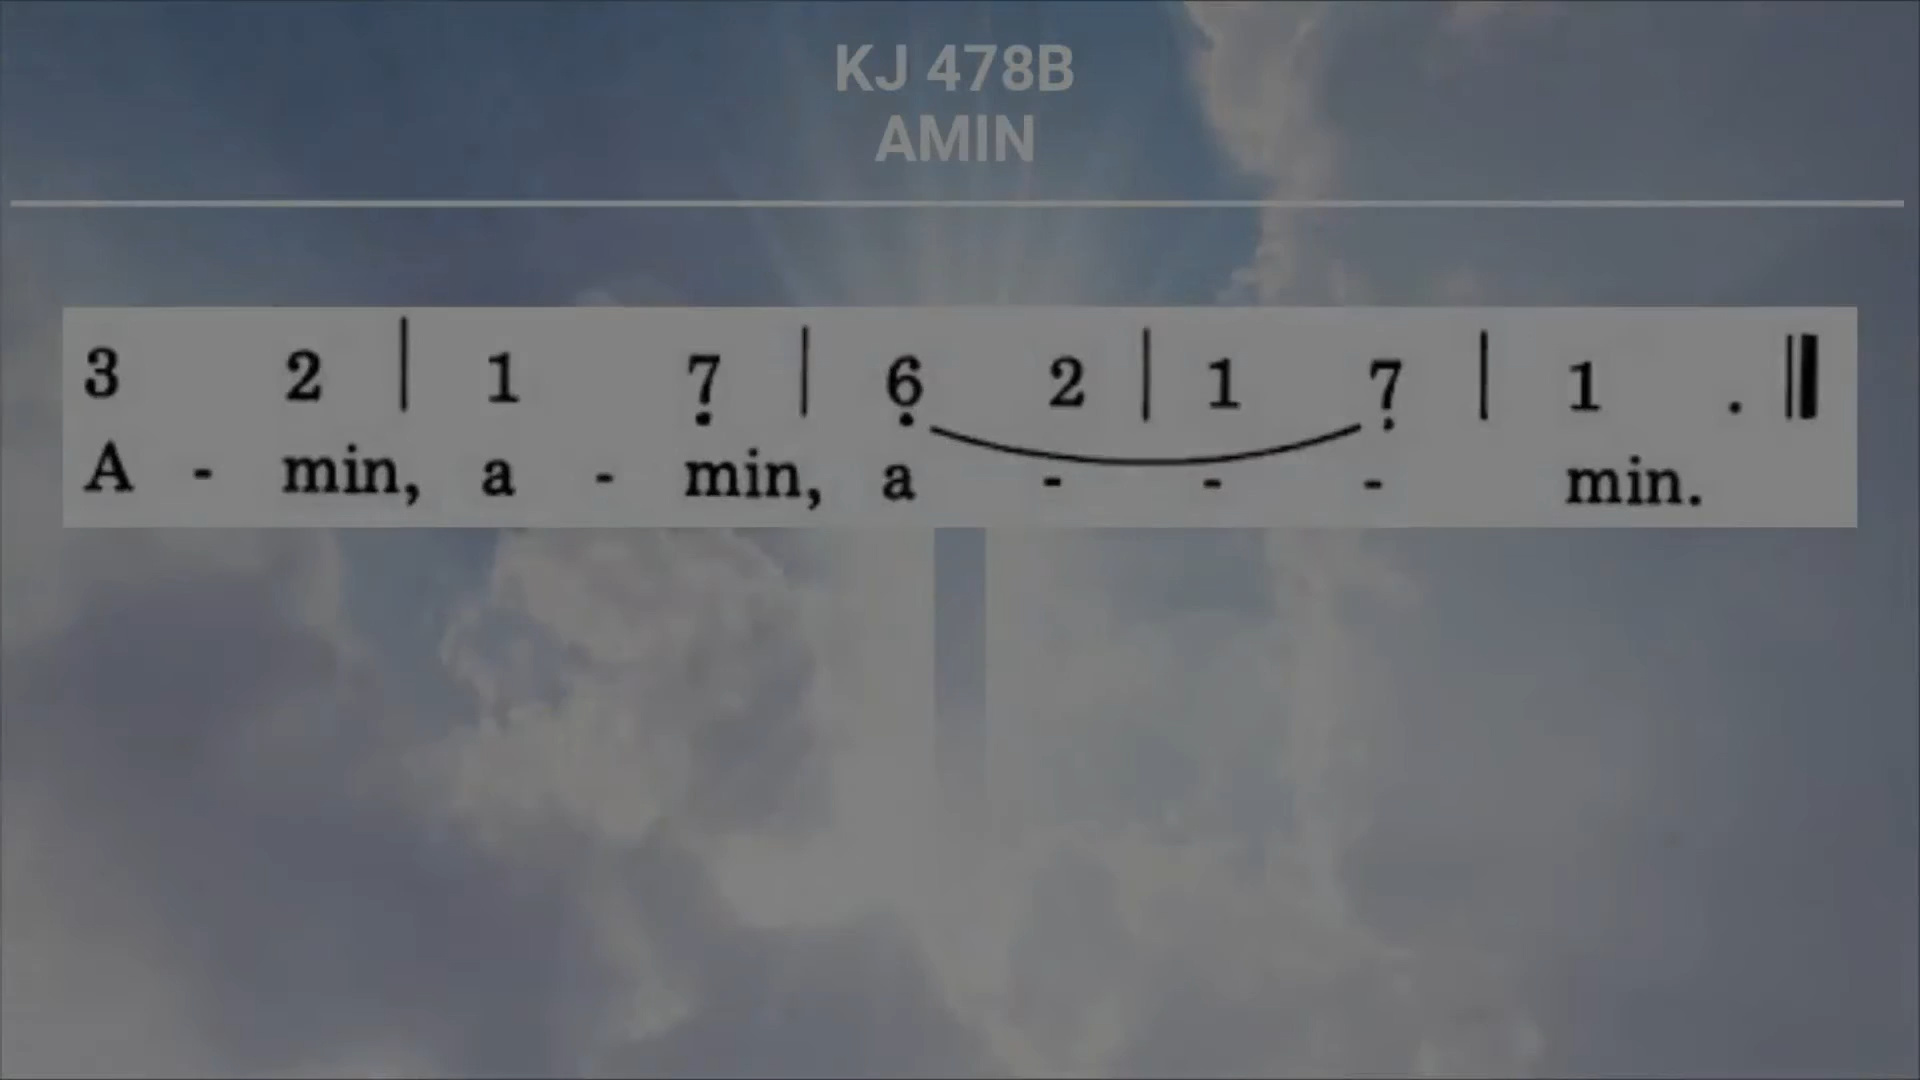 KJ 478B
AMIN
3 2 | 1 7̣ | 6̣ 2 | 1 7̣ | 1 . ‖
A - min, a - min, a - - - min.